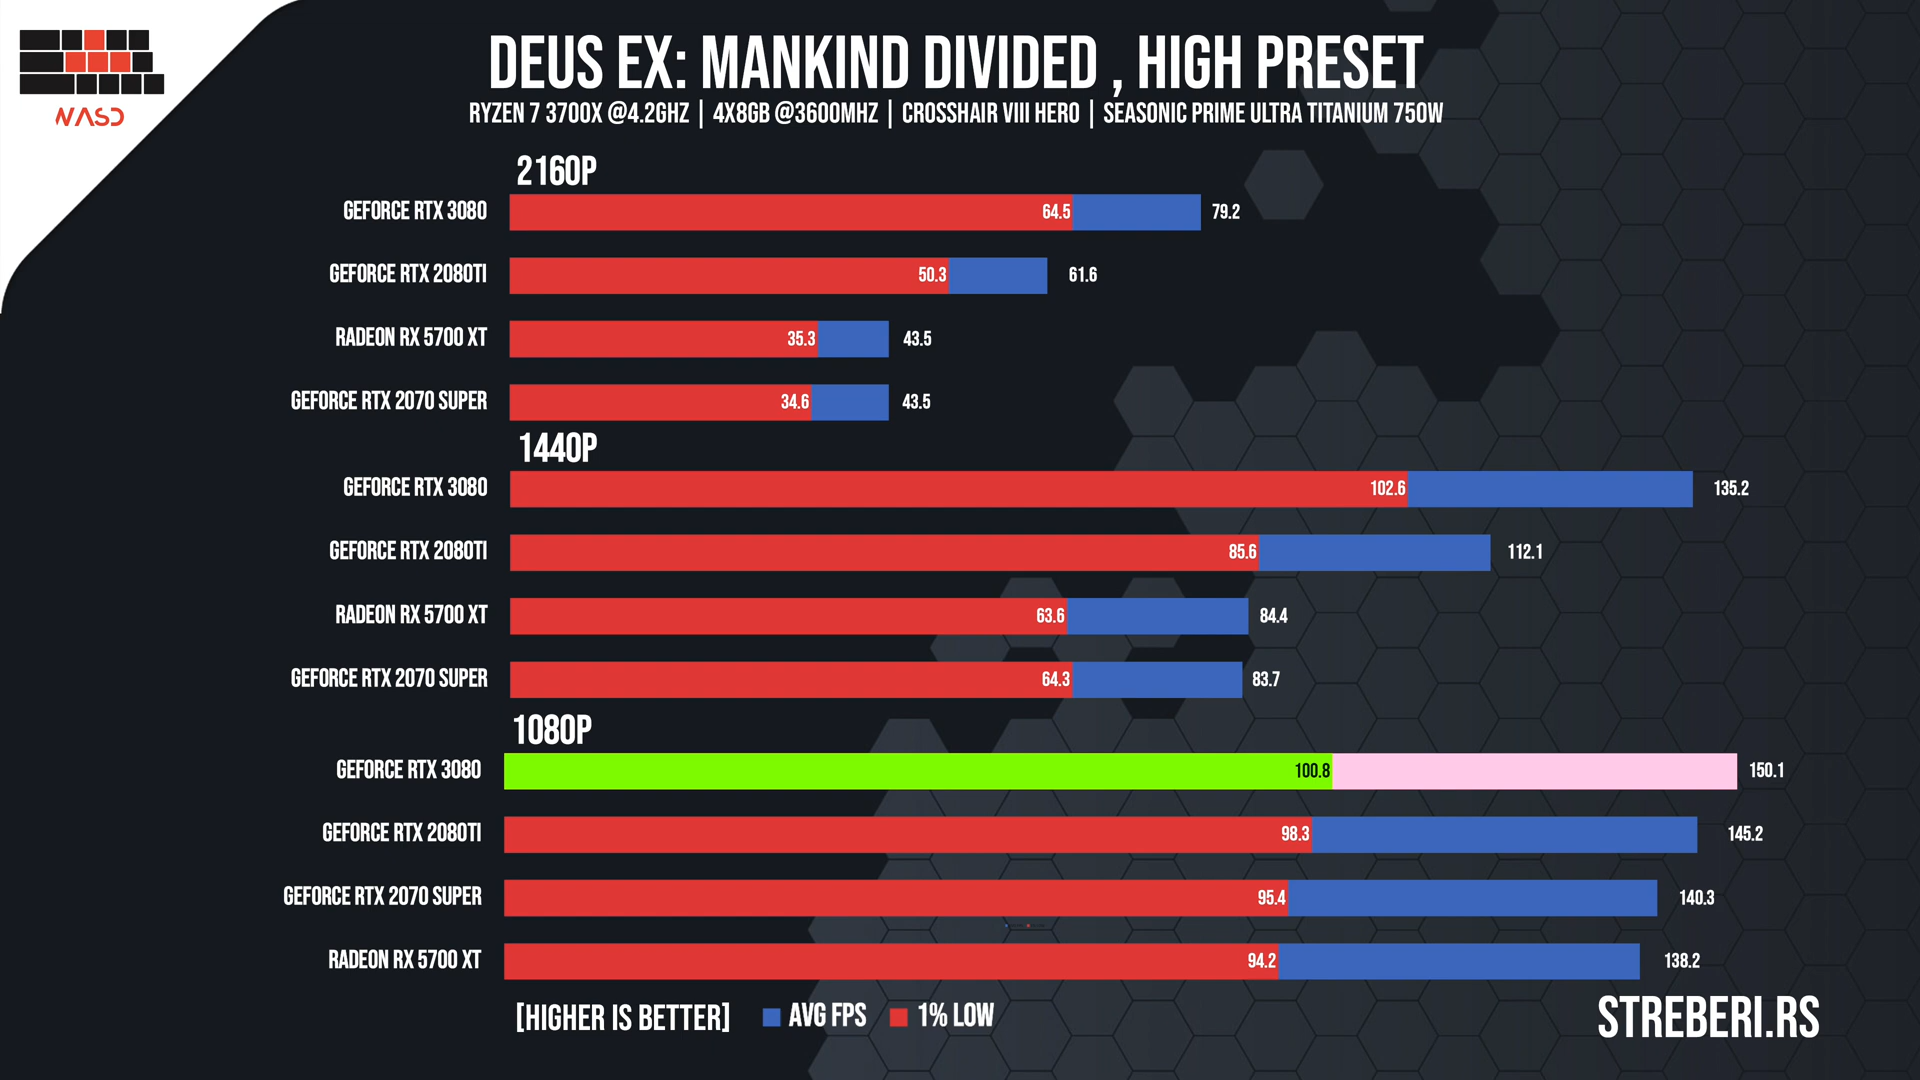 WASD
DEUS EX: MANKIND DIVIDED , HIGH PRESET
RYZEN 7 3700X @4.2GHZ | 4X8GB @3600MHZ | CROSSHAIR VIII HERO | SEASONIC PRIME ULTRA TITANIUM 750W
2160P
GEFORCE RTX 3080 64.5 79.2
GEFORCE RTX 2080TI 50.3 61.6
RADEON RX 5700 XT 35.3 43.5
GEFORCE RTX 2070 SUPER 34.6 43.5
1440P
GEFORCE RTX 3080 102.6 135.2
GEFORCE RTX 2080TI 85.6 112.1
RADEON RX 5700 XT 63.6 84.4
GEFORCE RTX 2070 SUPER 64.3 83.7
1080P
GEFORCE RTX 3080 100.8 150.1
GEFORCE RTX 2080TI 98.3 145.2
GEFORCE RTX 2070 SUPER 95.4 140.3
RADEON RX 5700 XT 94.2 138.2
[HIGHER IS BETTER] AVG FPS 1% LOW
STREBERI.RS